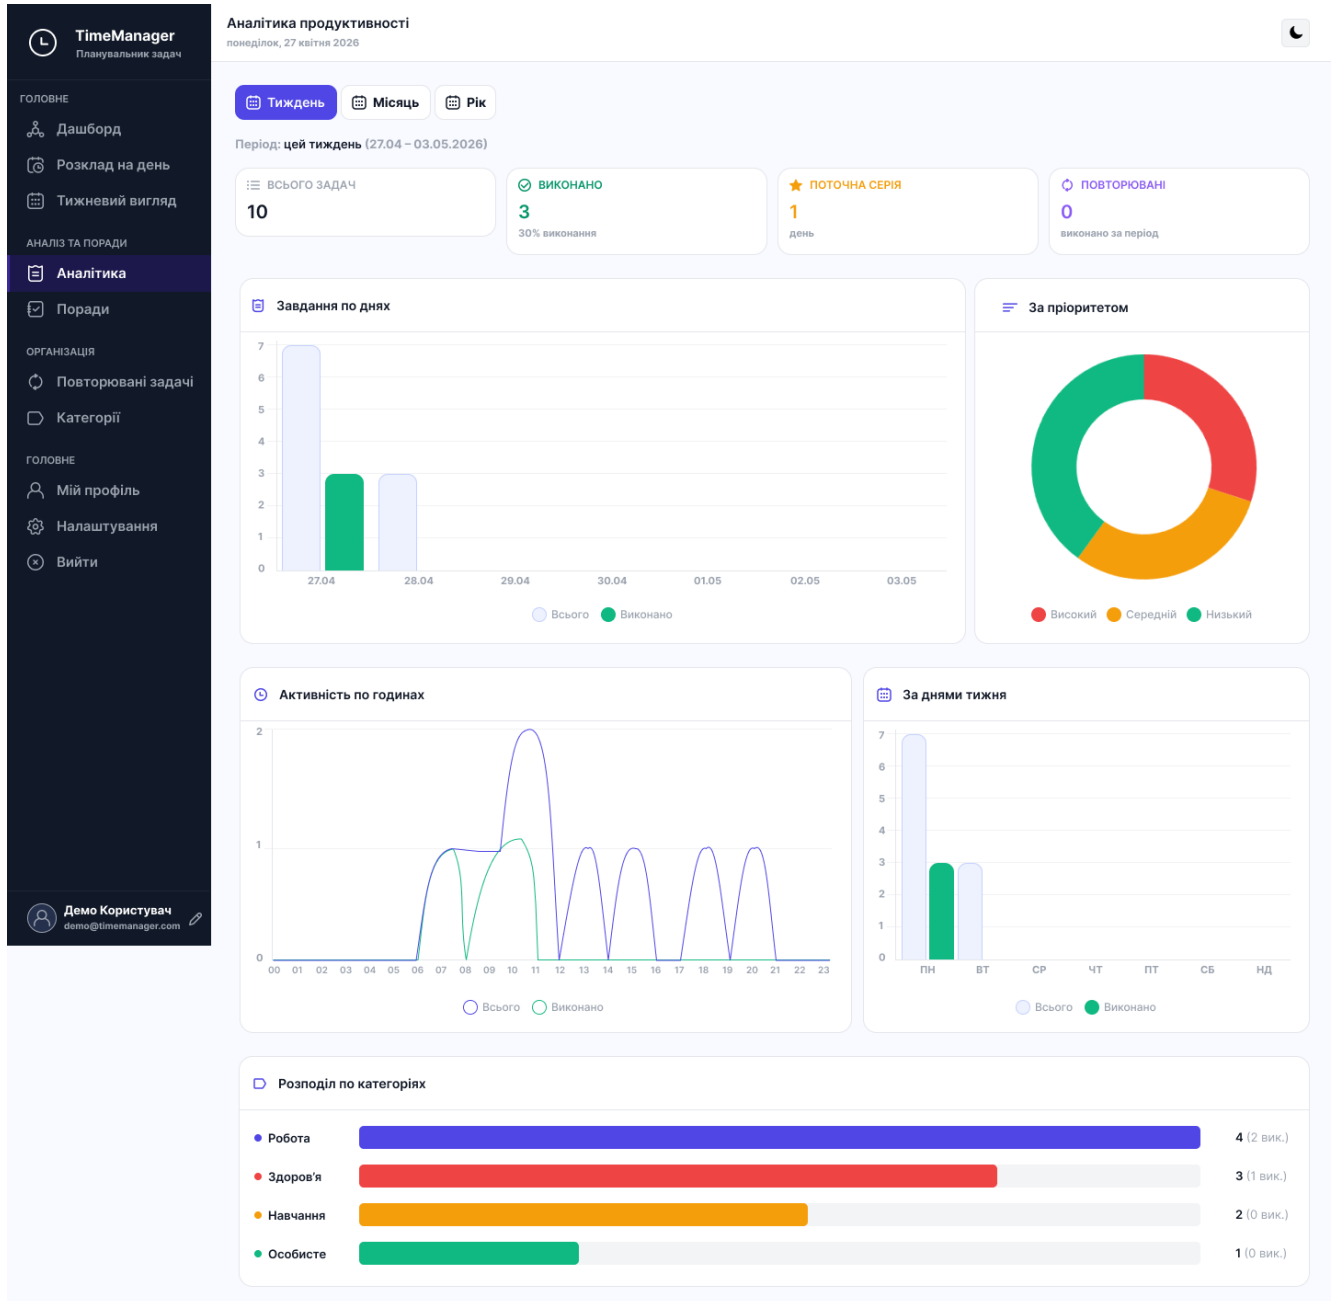 TimeManager
Планувальник задач
ГОЛОВНЕ
Дашборд
Розклад на день
Тижневий вигляд
АНАЛІЗ ТА ПОРАДИ
Аналітика
Поради
ОРГАНІЗАЦІЯ
Повторювані задачі
Категорії
ГОЛОВНЕ
Мій профіль
Налаштування
Вийти
Демо Користувач
demo@timemanager.com
Аналітика продуктивності
понеділок, 27 квітня 2026
Тиждень Місяць Рік
Період: цей тиждень (27.04 – 03.05.2026)
ВСЬОГО ЗАДАЧ
10
ВИКОНАНО
3
30% виконання
ПОТОЧНА СЕРІЯ
1
день
ПОВТОРЮВАНІ
0
виконано за період
Завдання по днях
7
6
5
4
3
2
1
0
27.04 28.04 29.04 30.04 01.05 02.05 03.05
Всього Виконано
За пріоритетом
Високий Середній Низький
Активність по годинах
2
1
0
00 01 02 03 04 05 06 07 08 09 10 11 12 13 14 15 16 17 18 19 20 21 22 23
Всього Виконано
За днями тижня
7
6
5
4
3
2
1
0
ПН ВТ СР ЧТ ПТ СБ НД
Всього Виконано
Розподіл по категоріях
Робота 4 (2 вик.)
Здоров'я 3 (1 вик.)
Навчання 2 (0 вик.)
Особисте 1 (0 вик.)